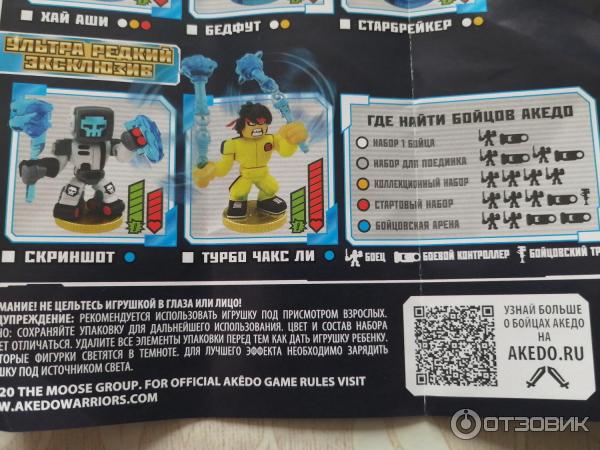 ХАЙ АШИ
БЕДФУТ
СТАРБРЕЙКЕР
УЛЬТРА РЕДКИЙ
ЭКСКЛЮЗИВ
СКРИНШОТ
ТУРБО ЧАКС ЛИ
ГДЕ НАЙТИ БОЙЦОВ АКЕДО
НАБОР 1 БОЙЦА
НАБОР ДЛЯ ПОЕДИНКА
КОЛЛЕКЦИОННЫЙ НАБОР
СТАРТОВЫЙ НАБОР
БОЙЦОВСКАЯ АРЕНА
БОЕЦ
БОЕВОЙ КОНТРОЛЛЕР
БОЙЦОВСКИЙ ТР
МАНИЕ! НЕ ЦЕЛЬТЕСЬ ИГРУШКОЙ В ГЛАЗА ИЛИ ЛИЦО!
ДУПРЕЖДЕНИЕ: РЕКОМЕНДУЕТСЯ ИСПОЛЬЗОВАТЬ ИГРУШКУ ПОД ПРИСМОТРОМ ВЗРОСЛЫХ.
НО: СОХРАНЯЙТЕ УПАКОВКУ ДЛЯ ДАЛЬНЕЙШЕГО ИСПОЛЬЗОВАНИЯ. ЦВЕТ И СОСТАВ НАБОРА
ЕТ ОТЛИЧАТЬСЯ. УДАЛИТЕ ВСЕ ЭЛЕМЕНТЫ УПАКОВКИ ПЕРЕД ТЕМ КАК ДАТЬ ИГРУШКУ РЕБЕНКУ.
ОТОРЫЕ ФИГУРКИ СВЕТЯТСЯ В ТЕМНОТЕ. ДЛЯ ЛУЧШЕГО ЭФФЕКТА НЕОБХОДИМО ЗАРЯДИТЬ
ШКУ ПОД ИСТОЧНИКОМ СВЕТА.
20 THE MOOSE GROUP. FOR OFFICIAL AKĒDO GAME RULES VISIT
W.AKEDOWARRIORS.COM
УЗНАЙ БОЛЬШЕ
О БОЙЦАХ АКЕДО
НА
AKEDO.RU
ОТЗОВИК